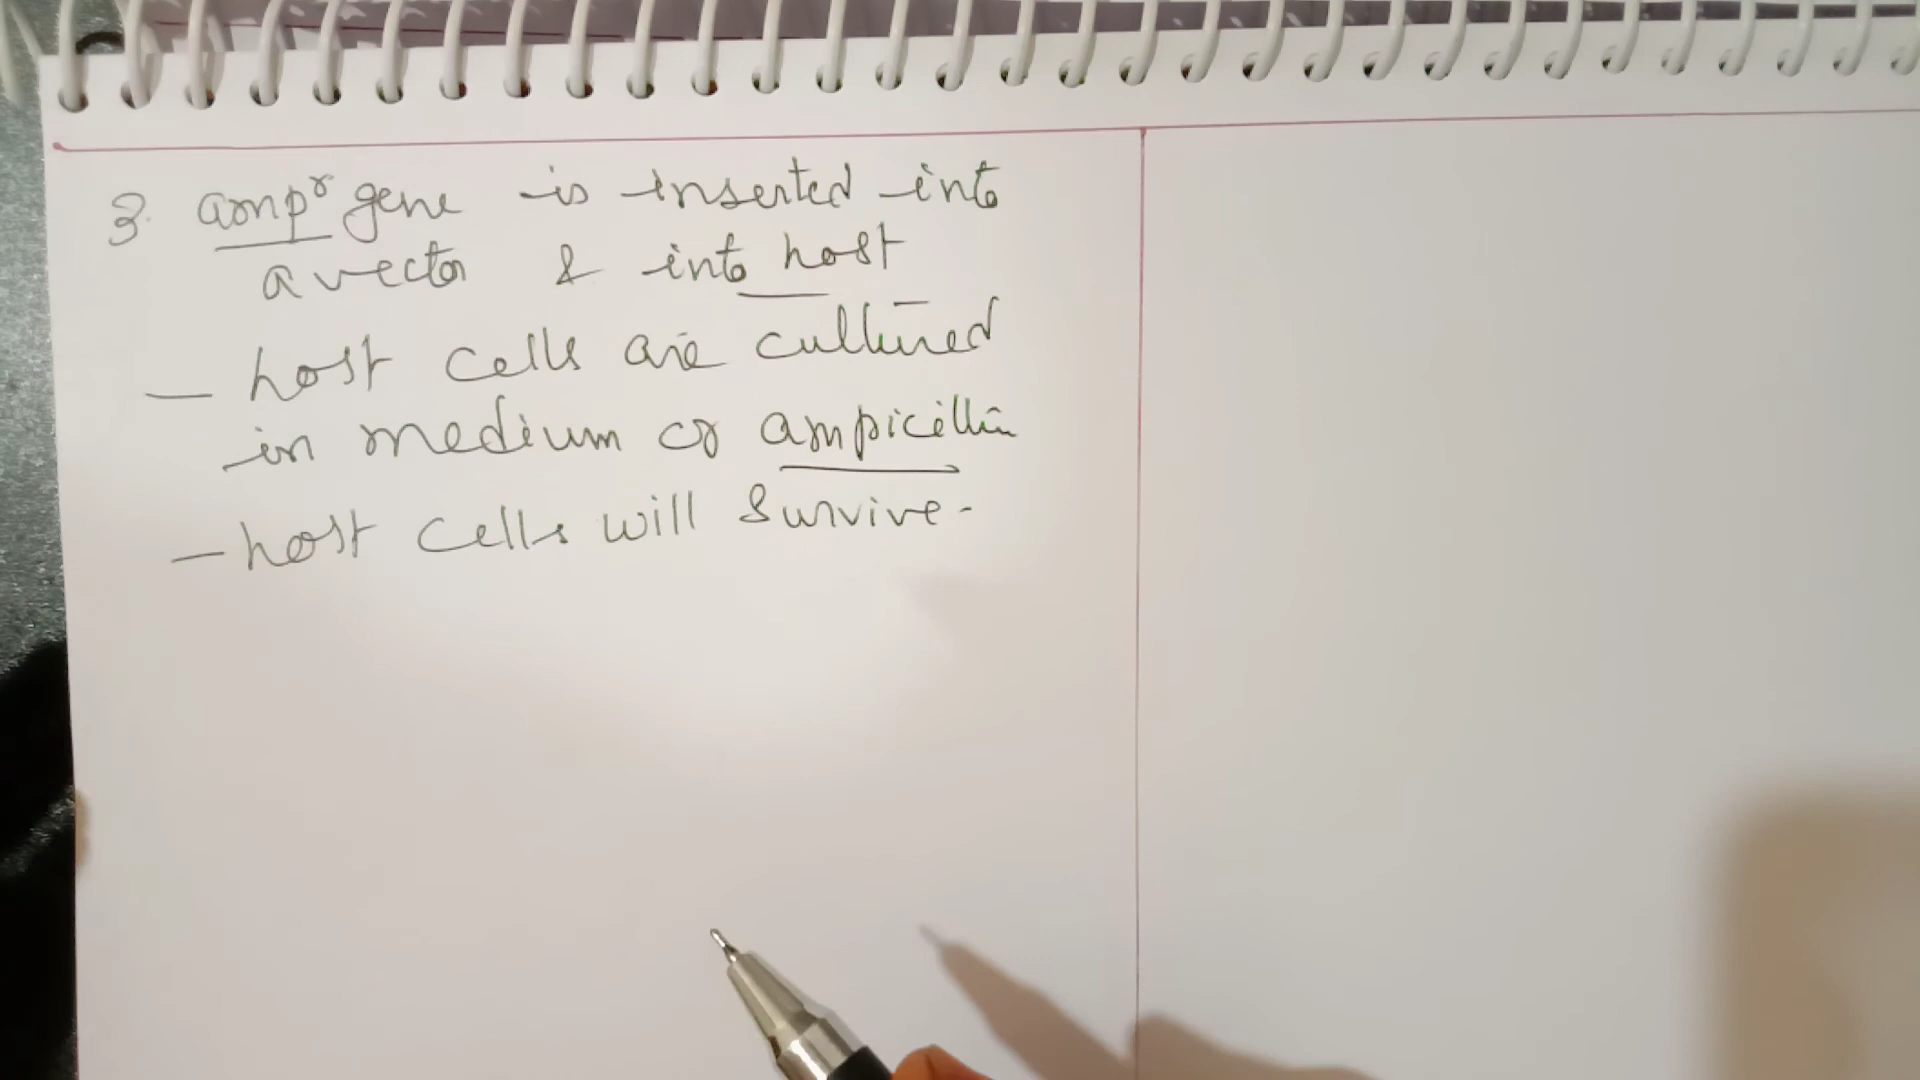 3. ampʳ gene is inserted into
a vector & into host
— host cells are cultured
in medium of ampicillin
— host cells will survive.